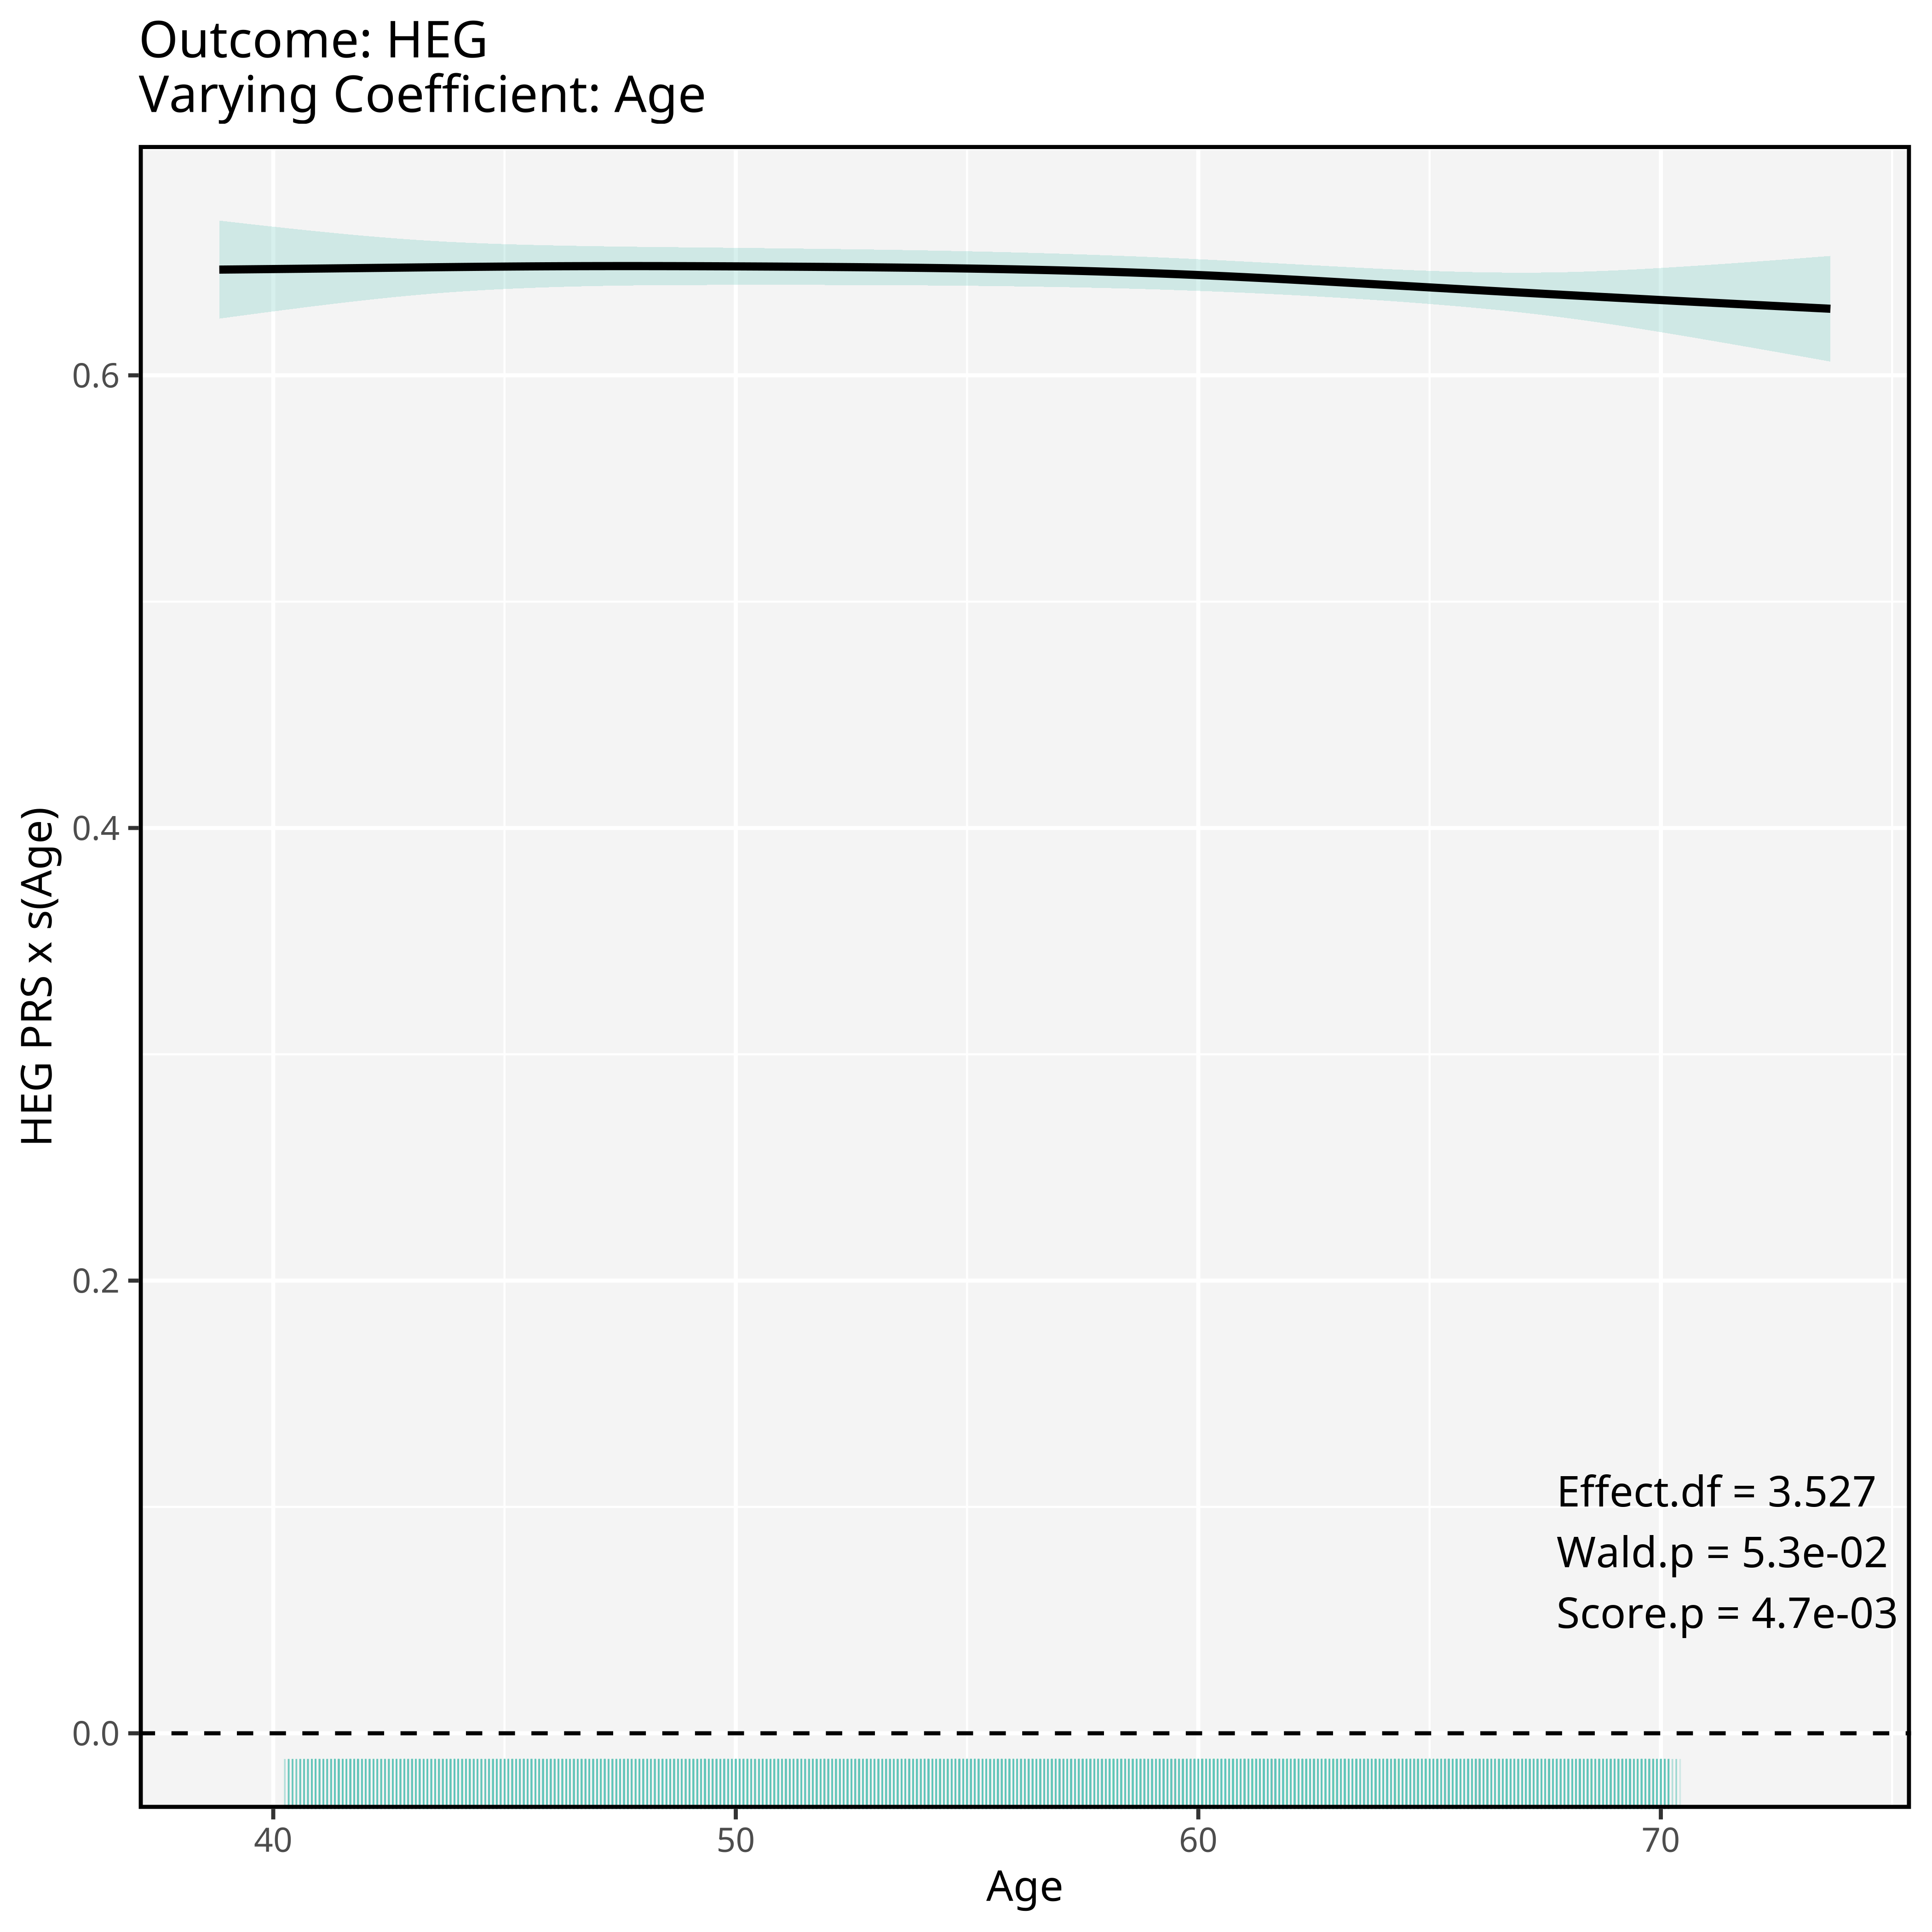 Outcome: HEG
Varying Coefficient: Age
HEG PRS x s(Age)
0.6
0.4
0.2
0.0
Effect.df = 3.527
Wald.p = 5.3e-02
Score.p = 4.7e-03
40 50 60 70
Age